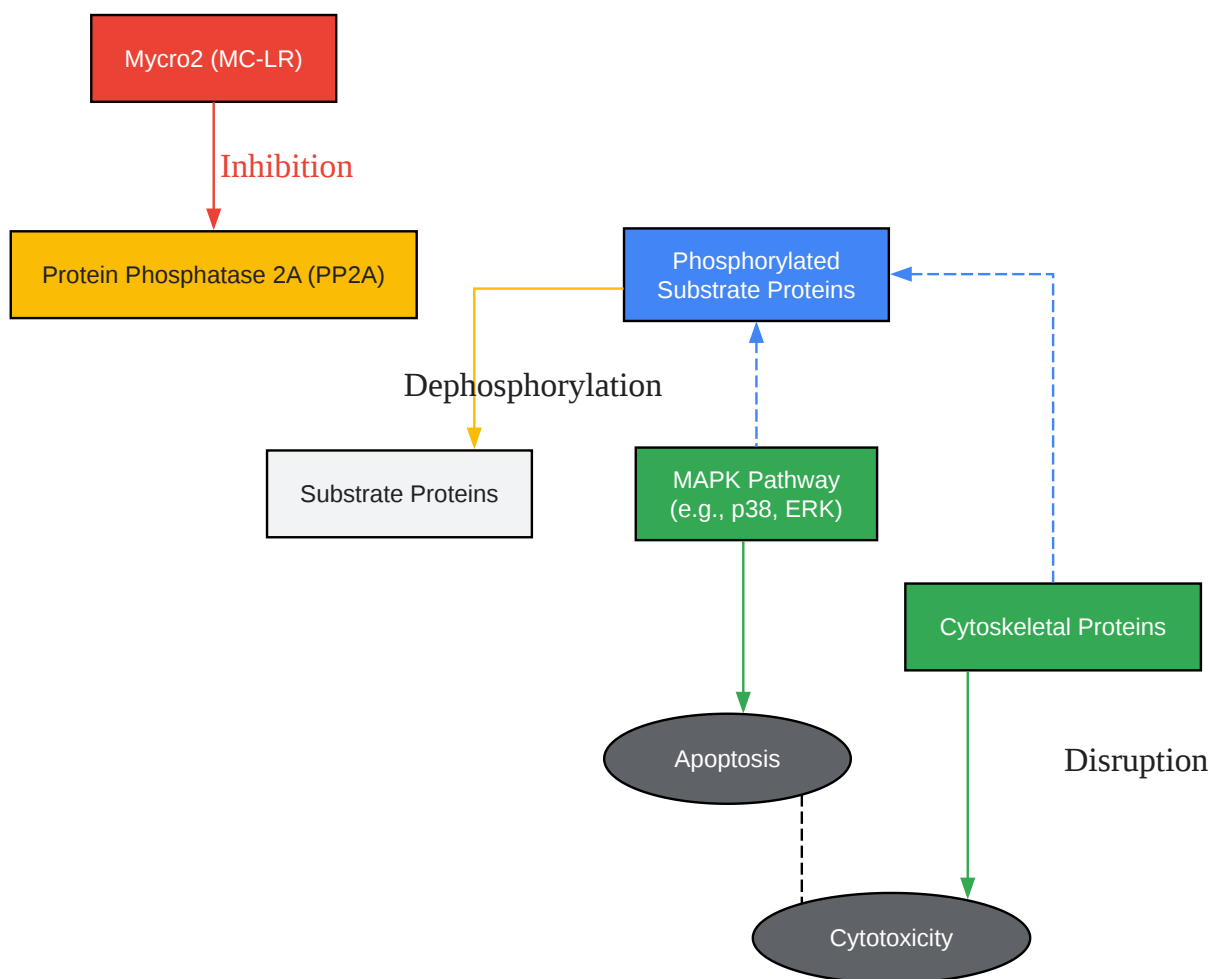 Mycro2 (MC-LR)
Inhibition
Protein Phosphatase 2A (PP2A)
Phosphorylated
Substrate Proteins
Dephosphorylation
Substrate Proteins
MAPK Pathway
(e.g., p38, ERK)
Cytoskeletal Proteins
Apoptosis
Disruption
Cytotoxicity